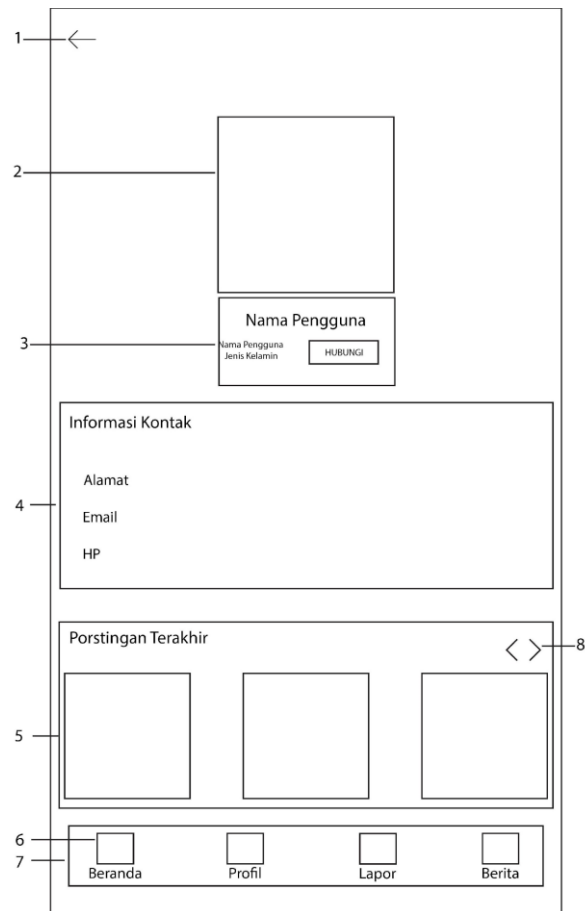 1
2
Nama Pengguna
3
Nama Pengguna
Jenis Kelamin
HUBUNGI
Informasi Kontak
Alamat
4
Email
HP
Porstingan Terakhir
8
5
6
7
Beranda Profil Lapor Berita